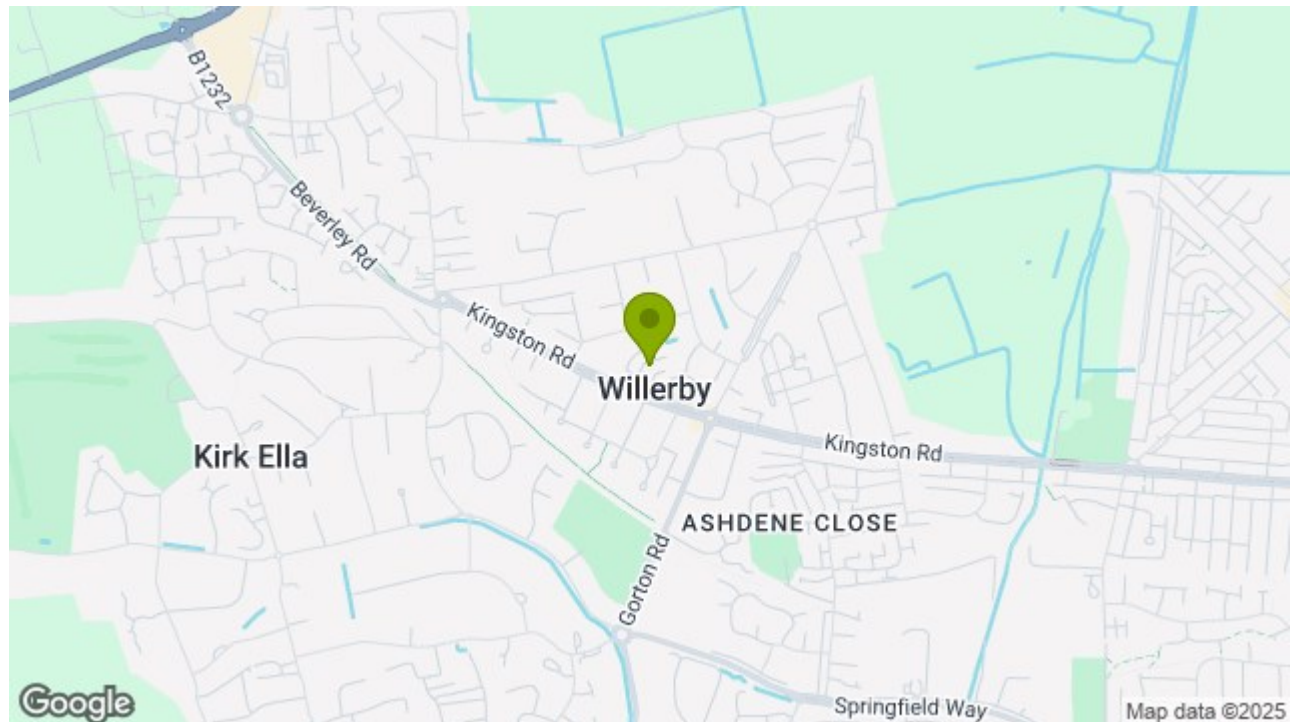 B1232
Beverley Rd
Kingston Rd
Willerby
Kingston Rd
Kirk Ella
ASHDENE CLOSE
Gorton Rd
Springfield Way
Google
Map data ©2025